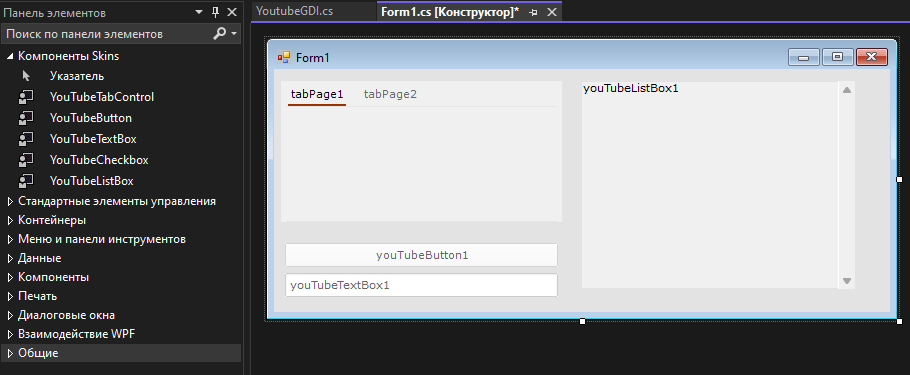 Панель элементов
Поиск по панели элементов
Компоненты Skins
Указатель
YouTubeTabControl
YouTubeButton
YouTubeTextBox
YouTubeCheckbox
YouTubeListBox
Стандартные элементы управления
Контейнеры
Меню и панели инструментов
Данные
Компоненты
Печать
Диалоговые окна
Взаимодействие WPF
Общие
YoutubeGDI.cs
Form1.cs [Конструктор]*
Form1
tabPage1 tabPage2
youTubeButton1
youTubeTextBox1
youTubeListBox1